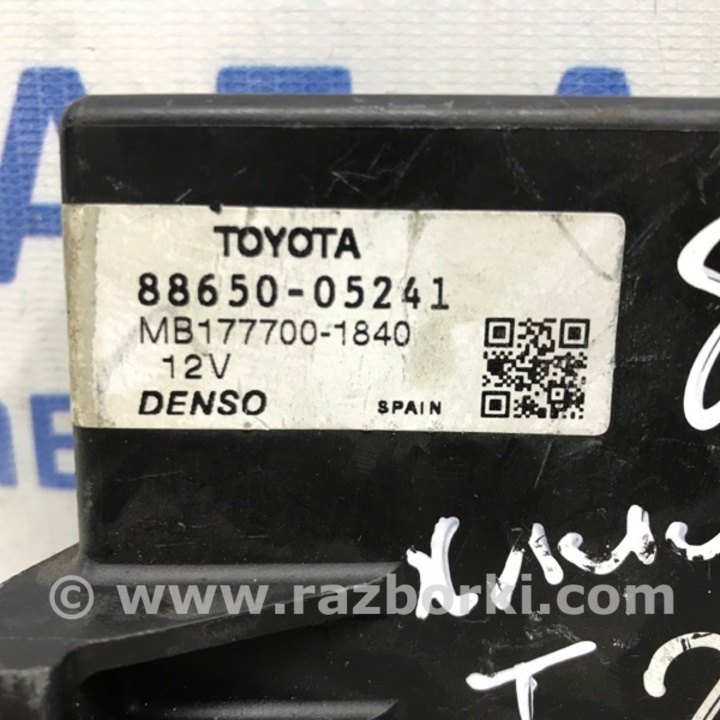 TOYOTA
88650-05241
MB177700-1840
12V
DENSO SPAIN
© www.razborki.com